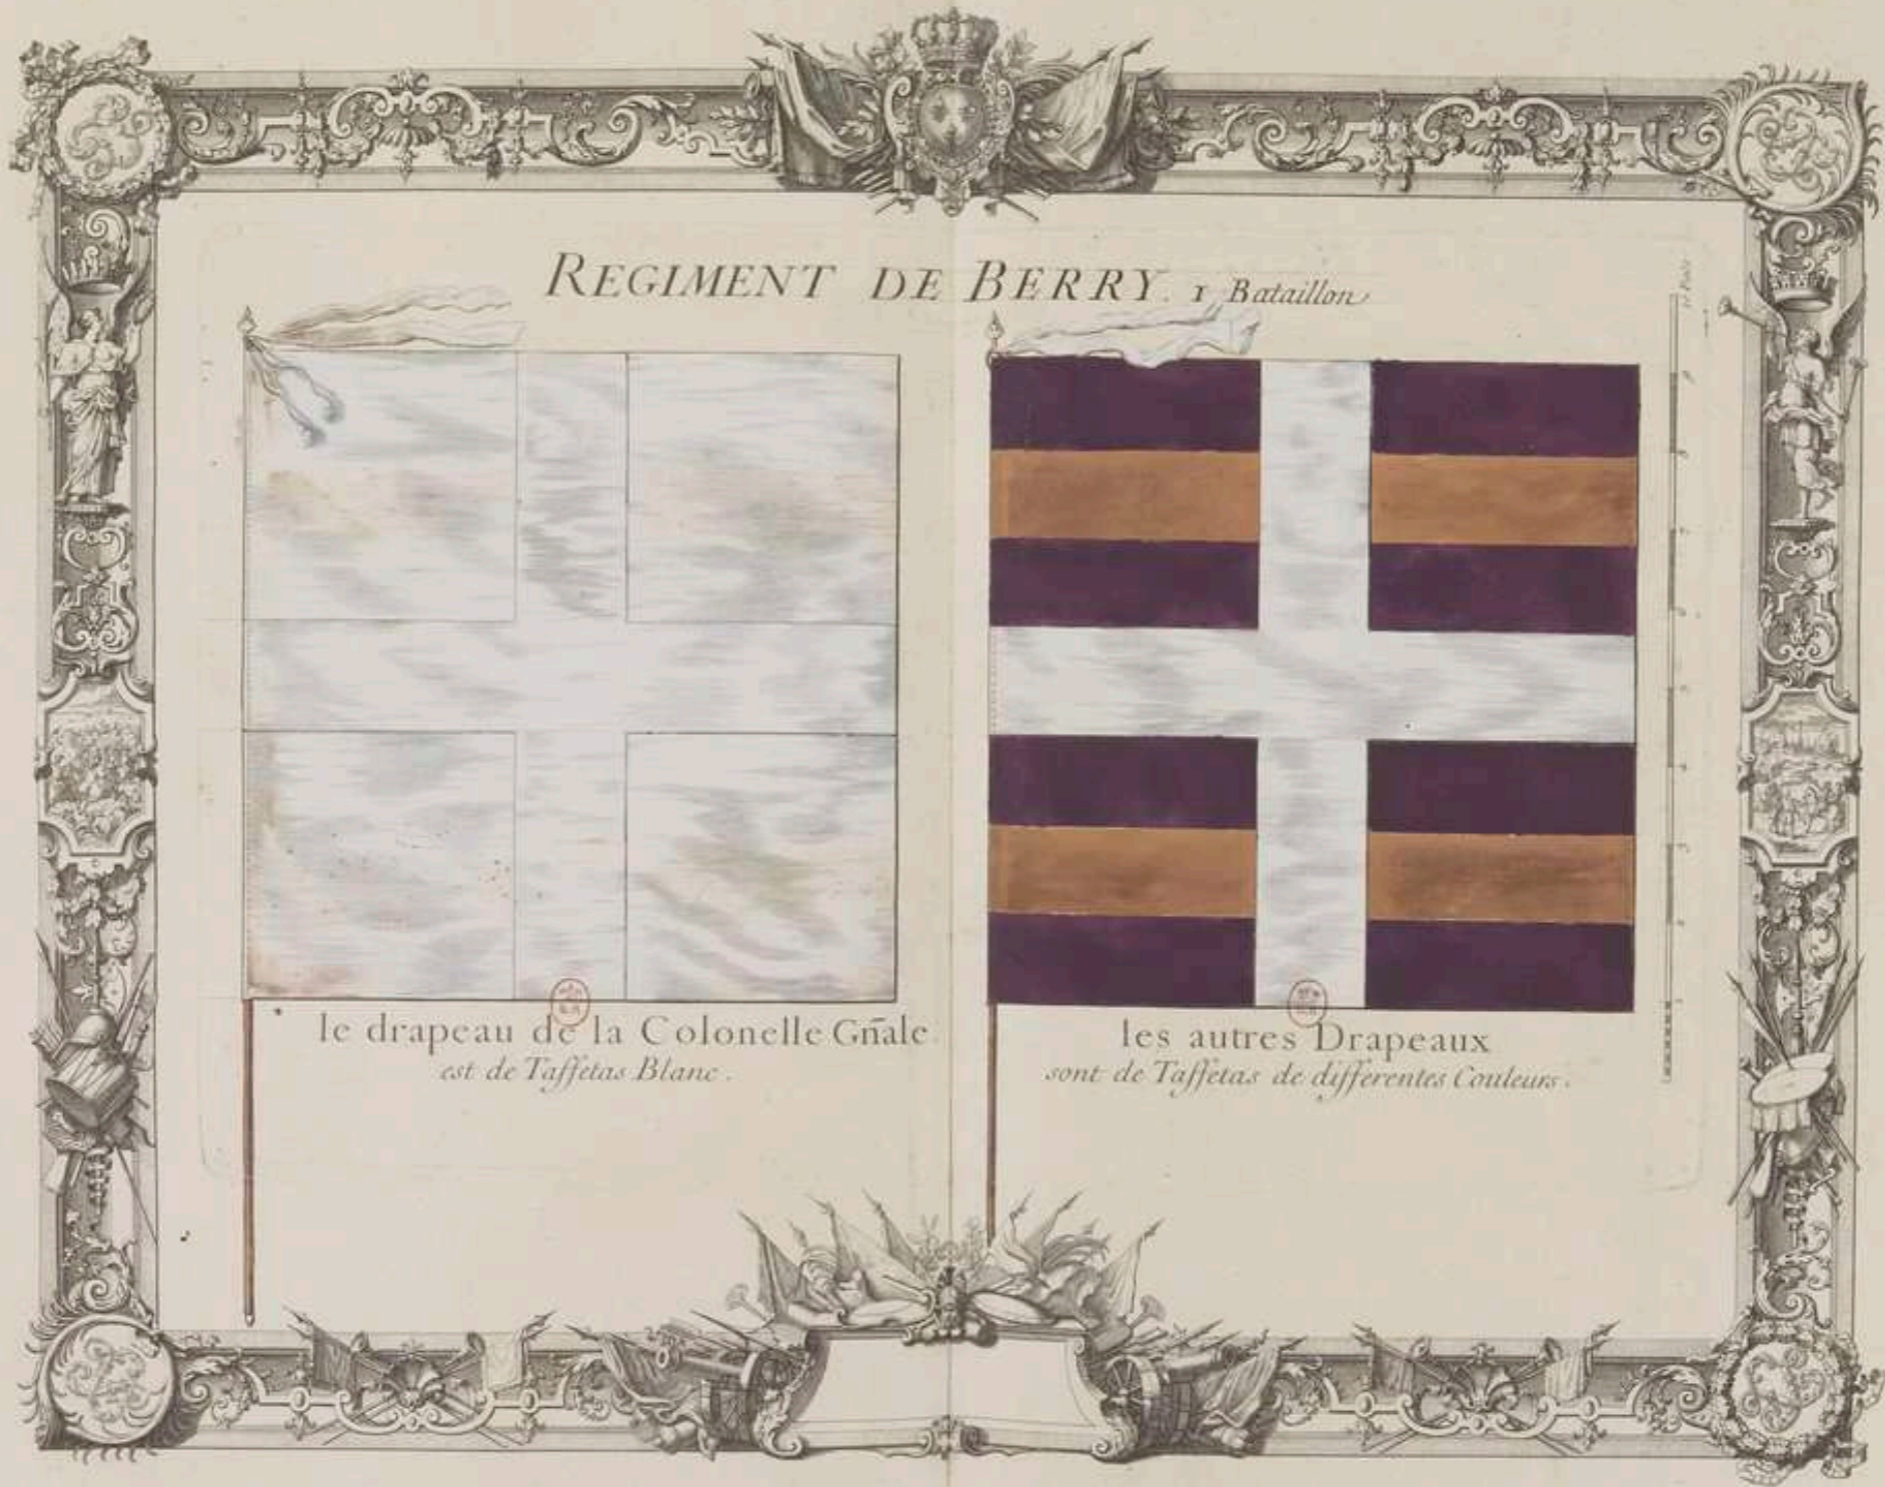 REGIMENT DE BERRY. 1 Bataillon
le drapeau de la Colonelle Gñale
est de Taffetas Blanc.
les autres Drapeaux
sont de Taffetas de differentes Couleurs.